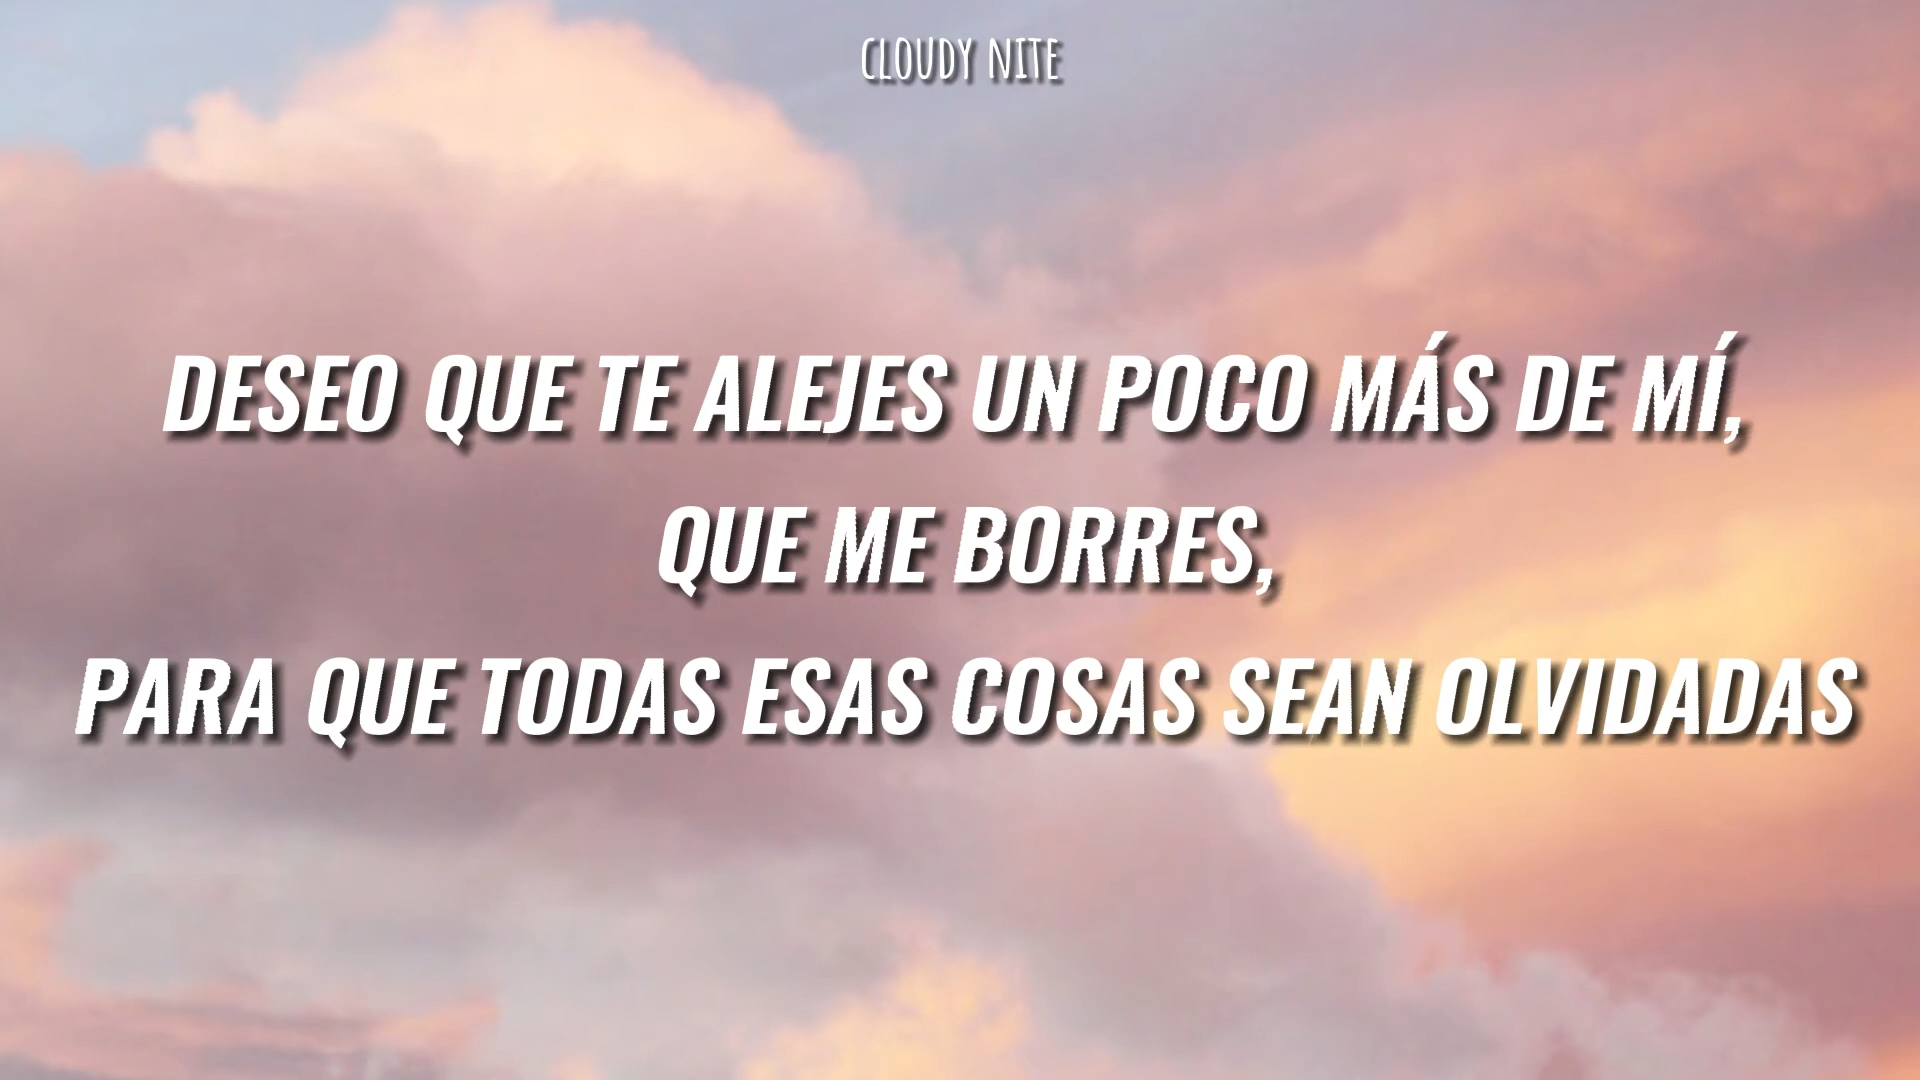 CLOUDY NITE
DESEO QUE TE ALEJES UN POCO MÁS DE MÍ,
QUE ME BORRES,
PARA QUE TODAS ESAS COSAS SEAN OLVIDADAS